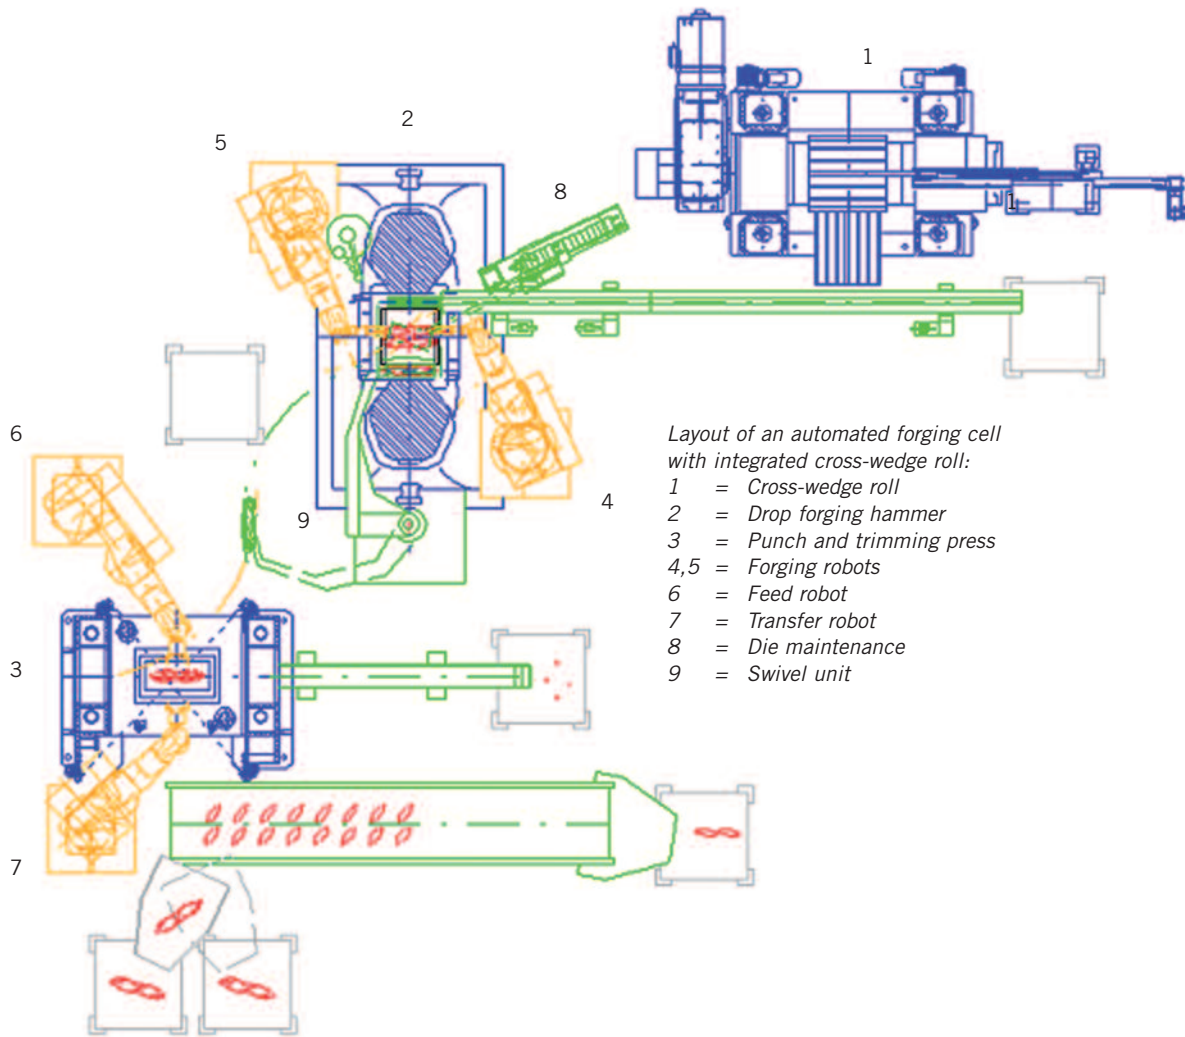 1
2
5
8
1
6
4
9
3
7
Layout of an automated forging cell
with integrated cross-wedge roll:
1 = Cross-wedge roll
2 = Drop forging hammer
3 = Punch and trimming press
4,5 = Forging robots
6 = Feed robot
7 = Transfer robot
8 = Die maintenance
9 = Swivel unit